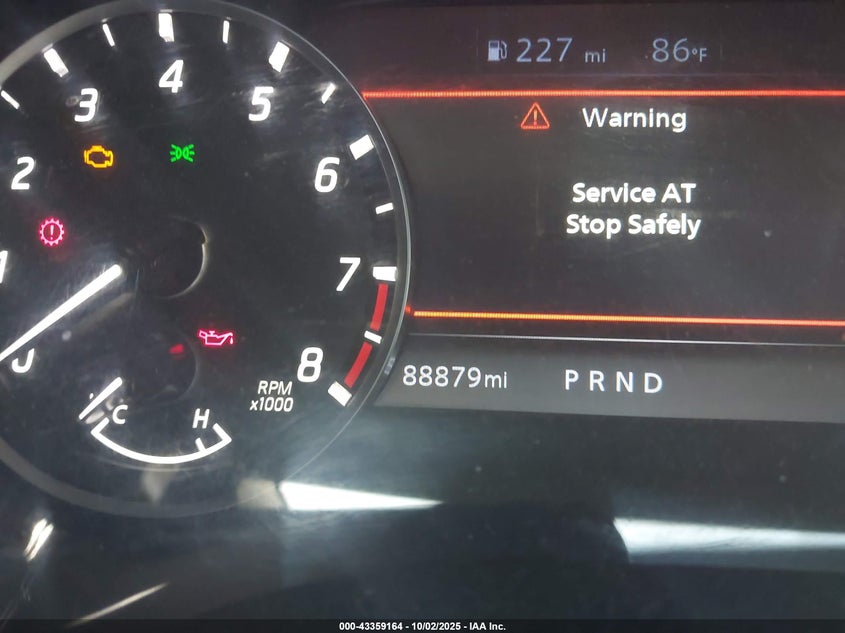 227 mi 86°F
Warning
Service AT
Stop Safely
88879mi P R N D
1
2
3
4
5
6
7
8
RPM
x1000
C H
000-43359164 - 10/02/2025 - IAA Inc.